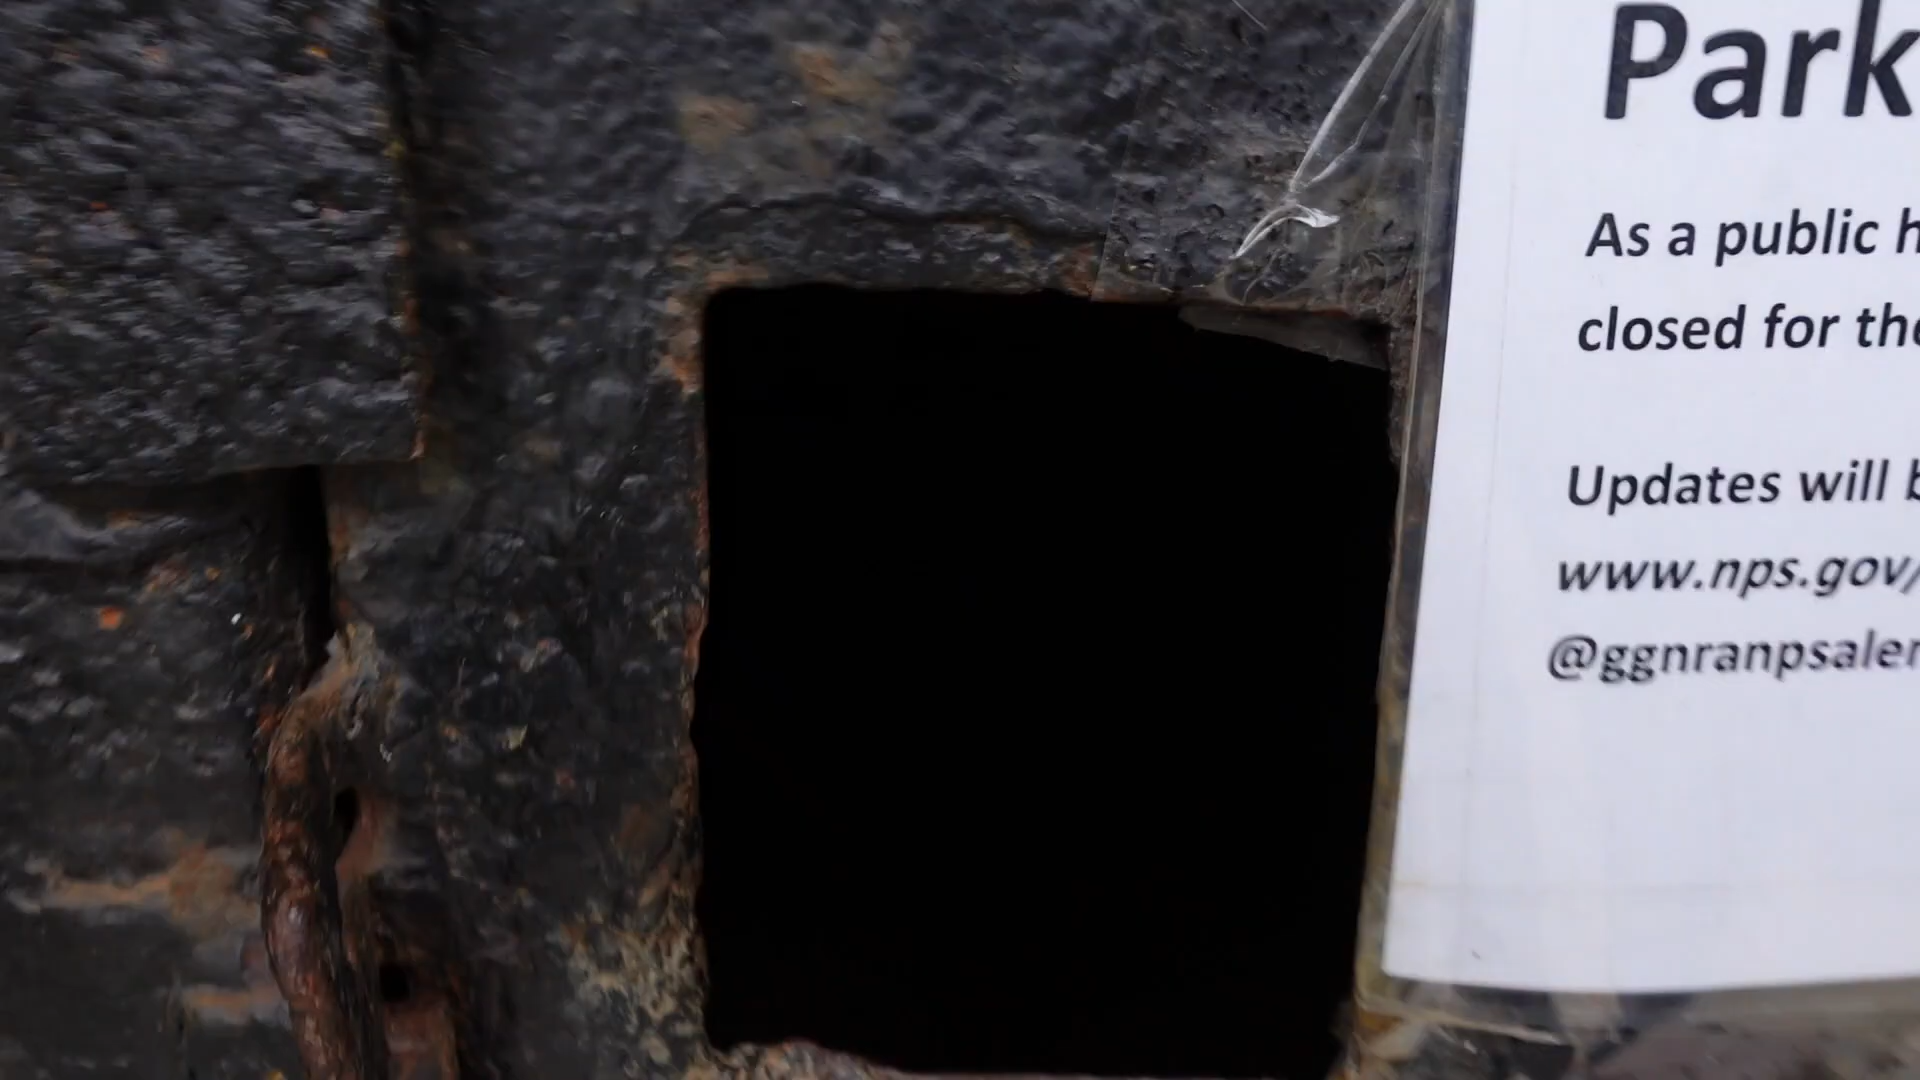 Park
As a public h
closed for the
Updates will b
www.nps.gov/
@ggnranpsaler